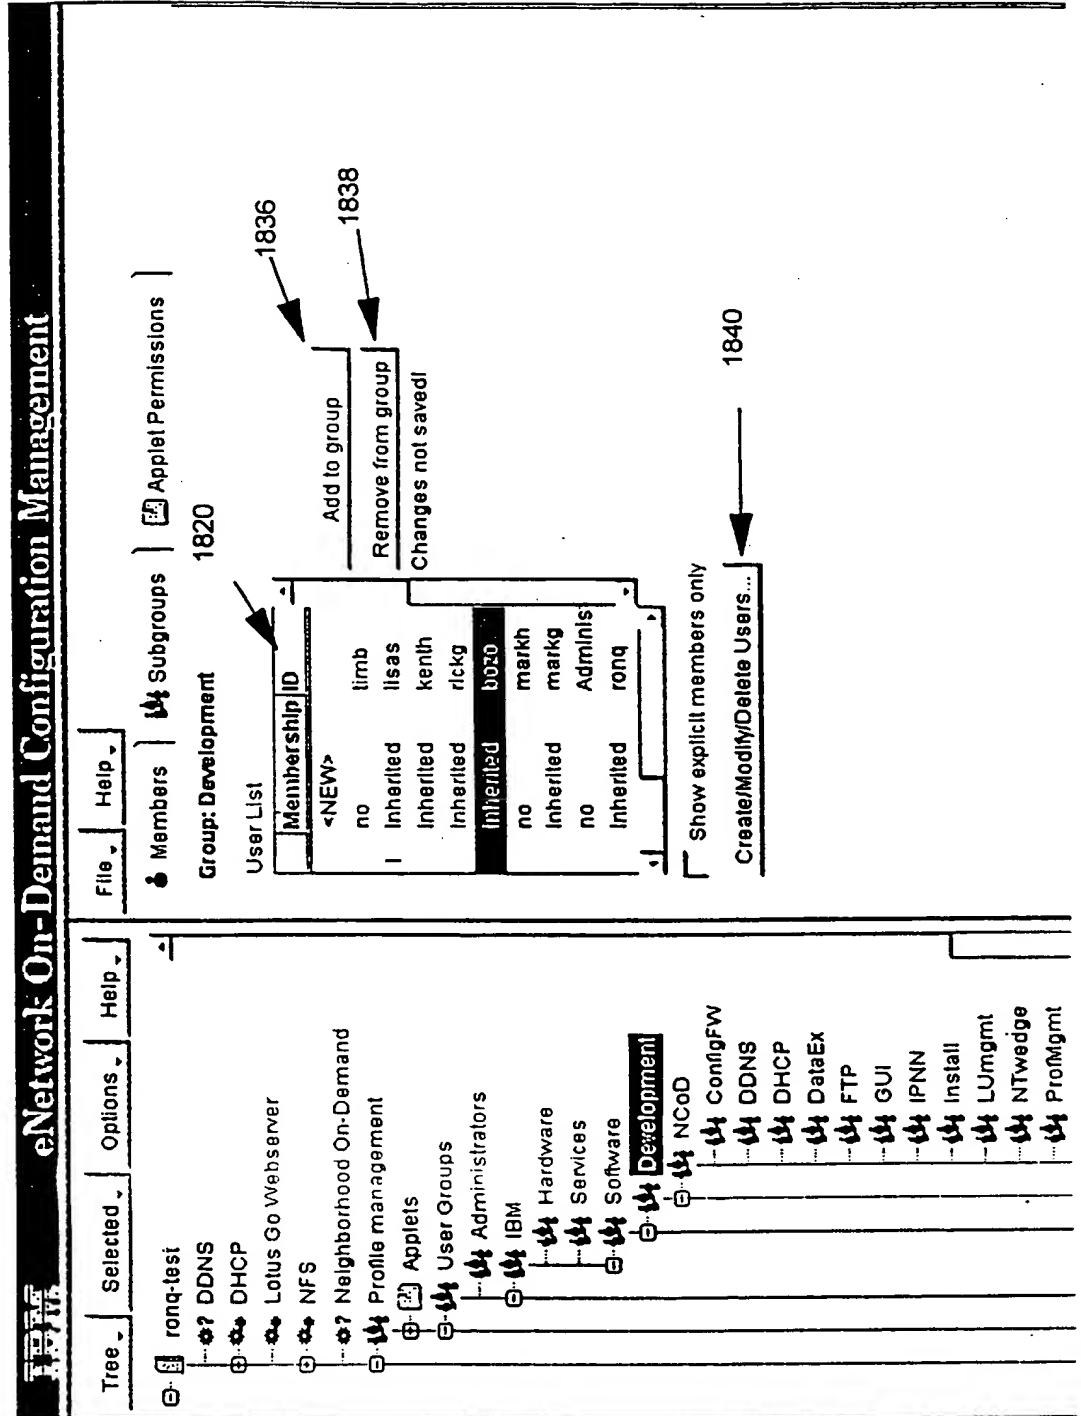 IBM
eNetwork On-Demand Configuration Management
Tree
Selected
Options
Help
ronq-test
DDNS
DHCP
Lotus Go Webserver
NFS
Neighborhood On-Demand
Profile management
Applets
User Groups
Administrators
IBM
Hardware
Services
Software
Development
NCoD
ConfigFW
DDNS
DHCP
DataEx
FTP
GUI
IPNN
Install
LUmgmt
NTwedge
ProfMgmt
File
Help
Members
Subgroups
Applet Permissions
Group: Development
1820
User List
Membership ID
<NEW>
no timb
Inherited lisas
Inherited kenth
Inherited rickg
Inherited bozo
no markh
Inherited markg
no Adminis
Inherited ronq
Add to group
1836
Remove from group
1838
Changes not saved!
Show explicit members only
Create/Modify/Delete Users...
1840